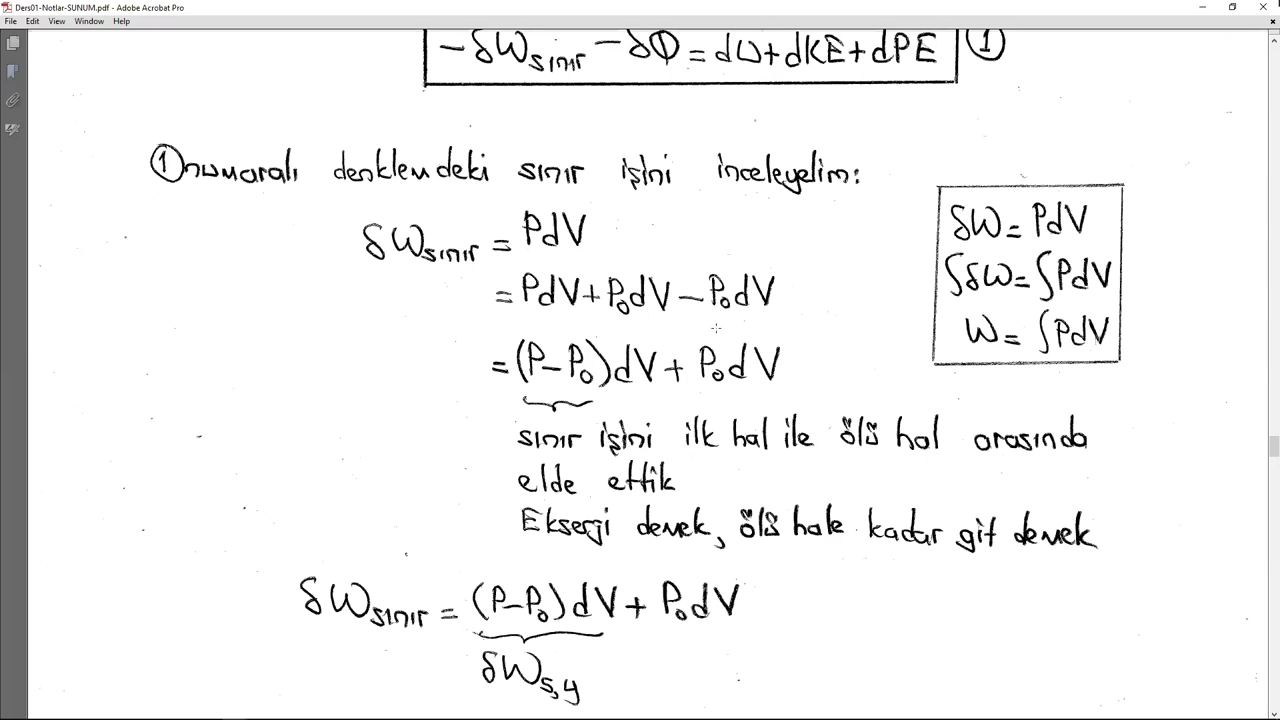 Ders01-Notlar-SUNUM.pdf - Adobe Acrobat Pro
File Edit View Window Help
-δW_sınır - δQ = dU + dKE + dPE ①
① numaralı denklemdeki sınır işini inceleyelim:
δW_sınır = PdV
= PdV + P₀dV - P₀dV
= (P - P₀)dV + P₀dV
δW = PdV
∫δW = ∫PdV
W = ∫PdV
sınır işini ilk hal ile ölü hal arasında
elde ettik
Ekserji demek, ölü hale kadar git demek
δW_sınır = (P - P₀)dV + P₀dV
δW_s,y